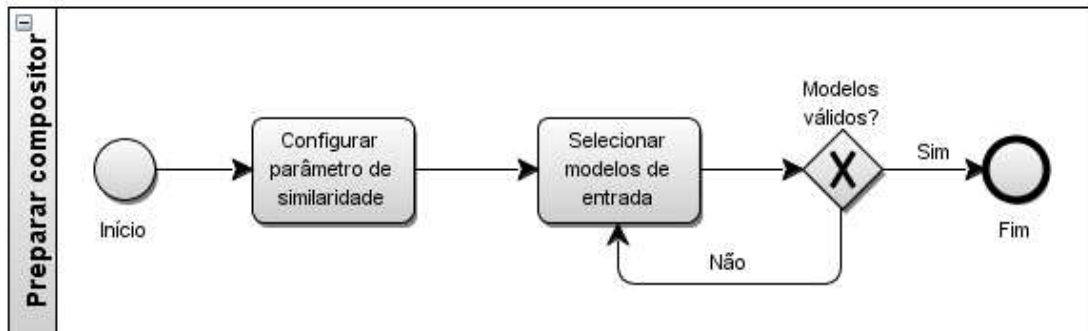 Preparar compositor
Início
Configurar
parâmetro de
similaridade
Selecionar
modelos de
entrada
Modelos
válidos?
X
Sim
Não
Fim